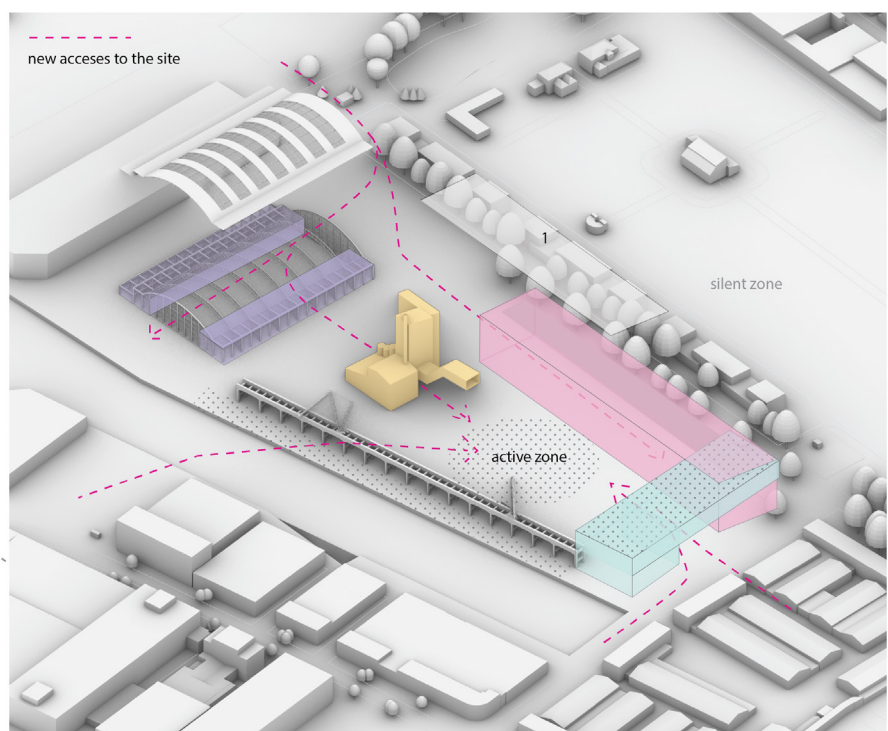 new acceses to the site
1
silent zone
active zone